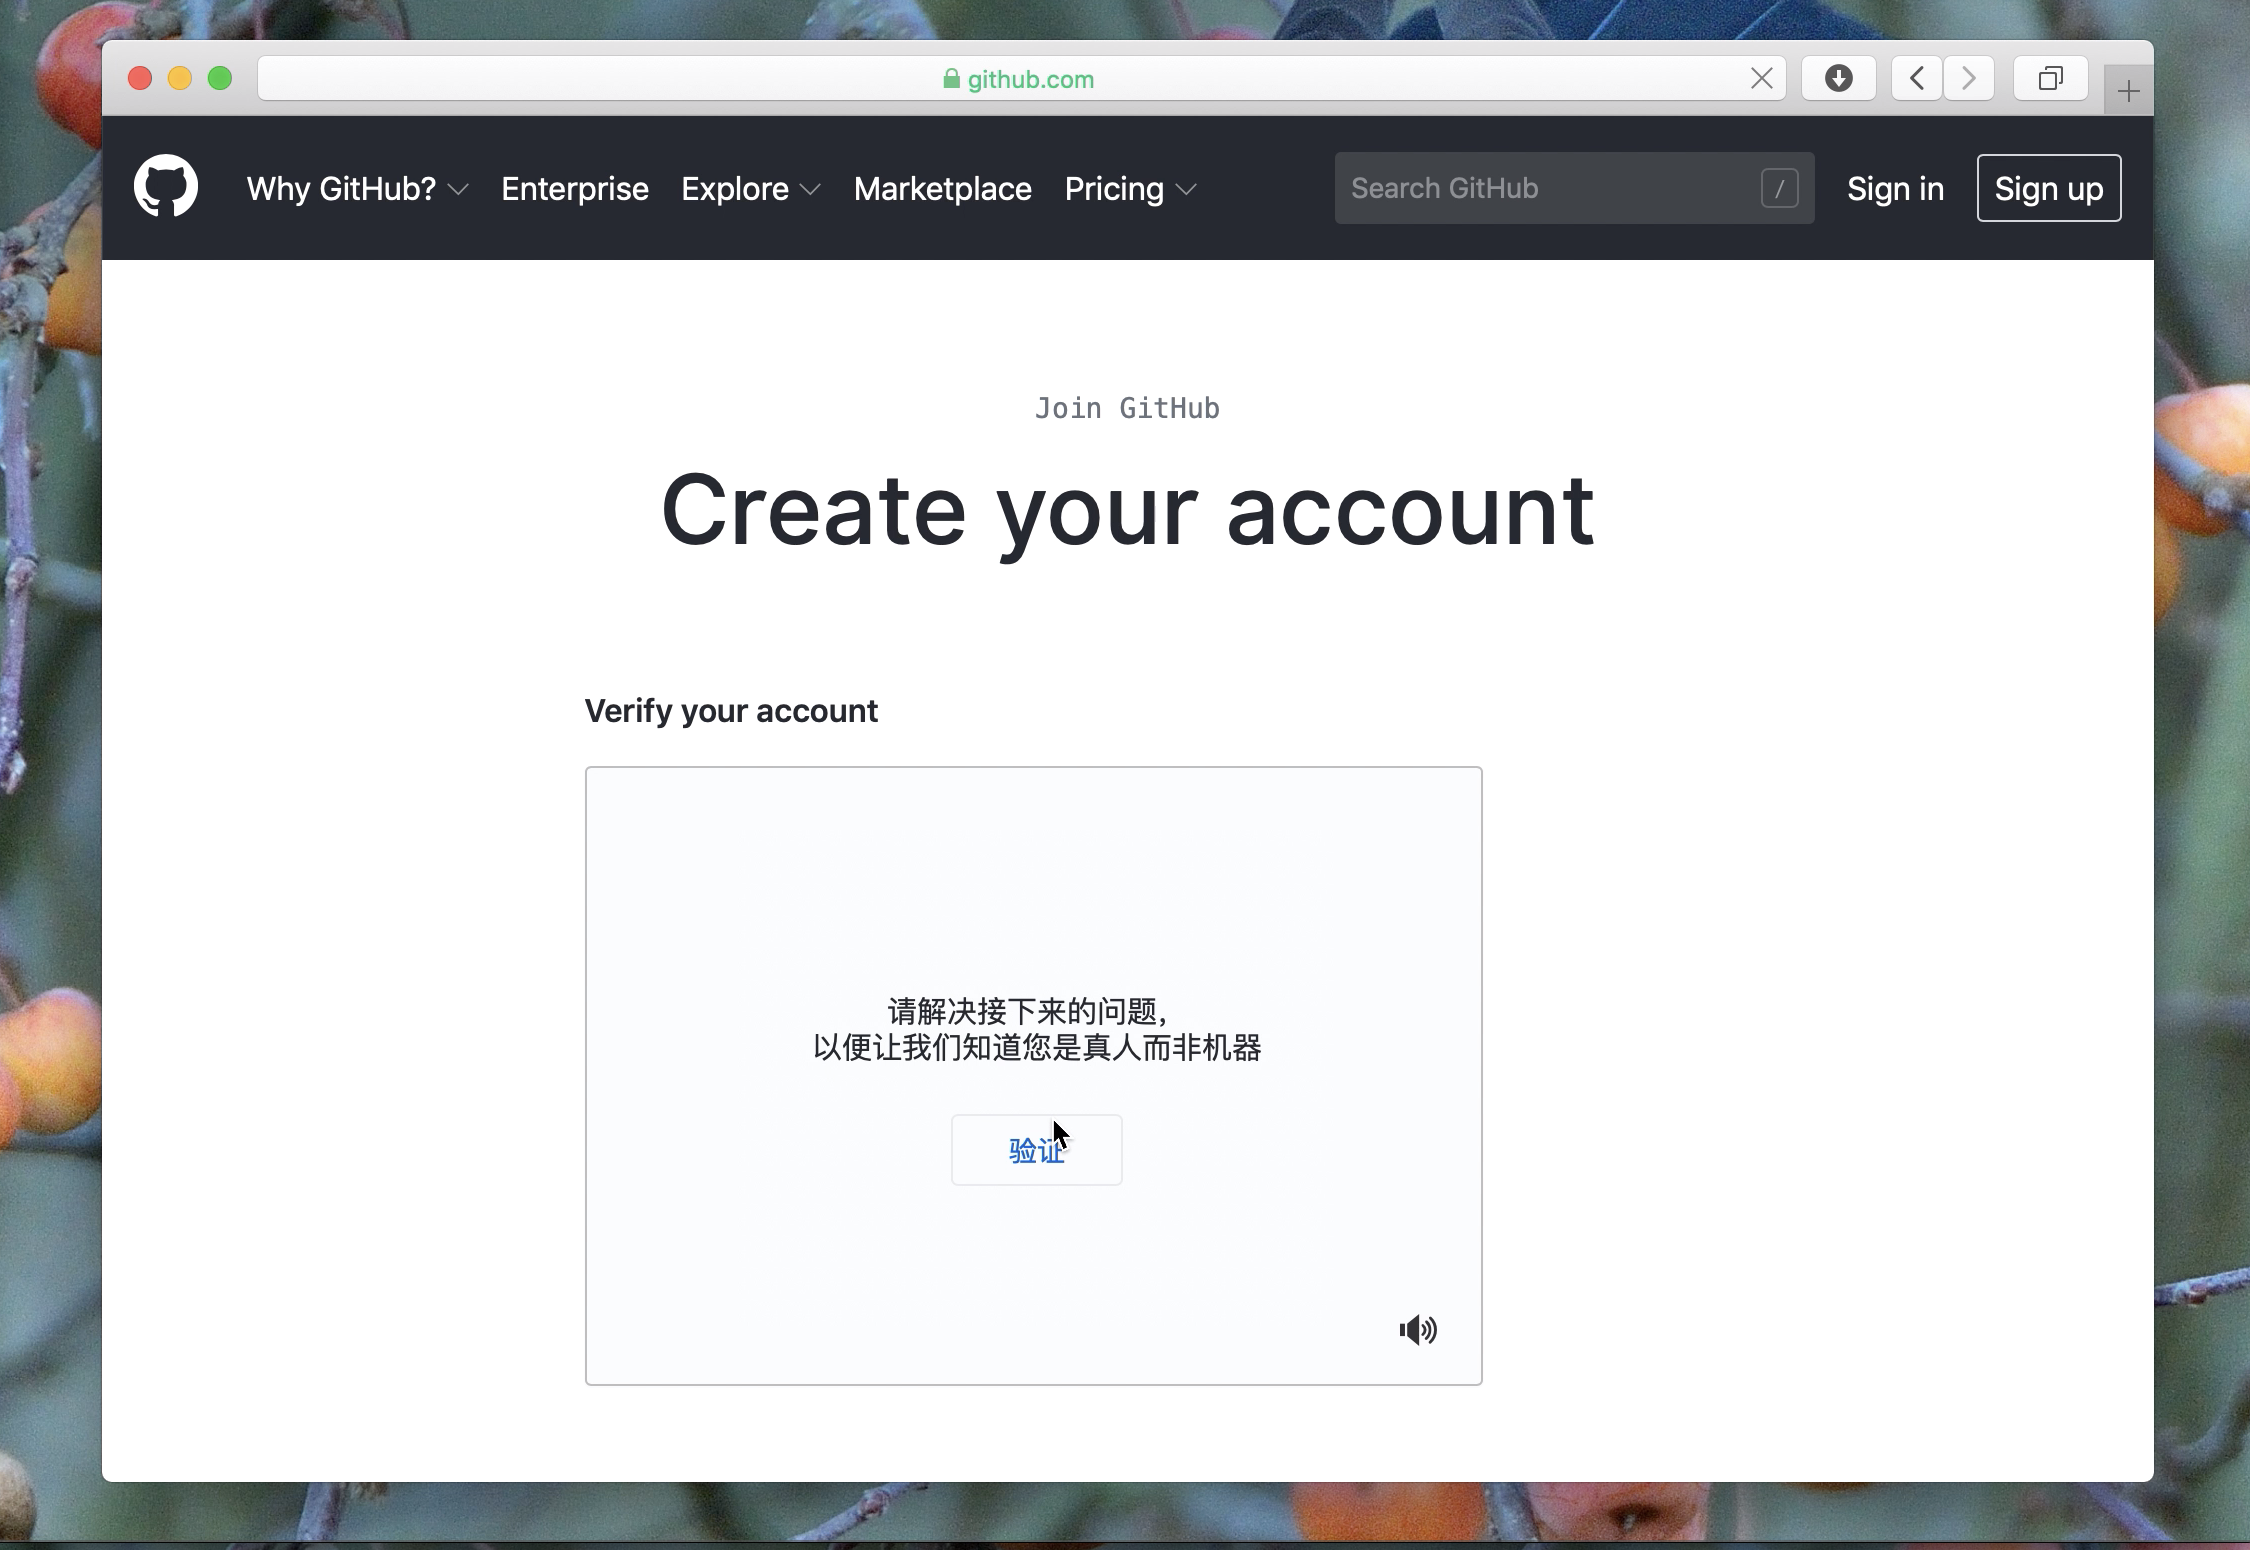 github.com
Why GitHub? Enterprise Explore Marketplace Pricing Search GitHub / Sign in Sign up
Join GitHub
Create your account
Verify your account
请解决接下来的问题，
以便让我们知道您是真人而非机器
验证